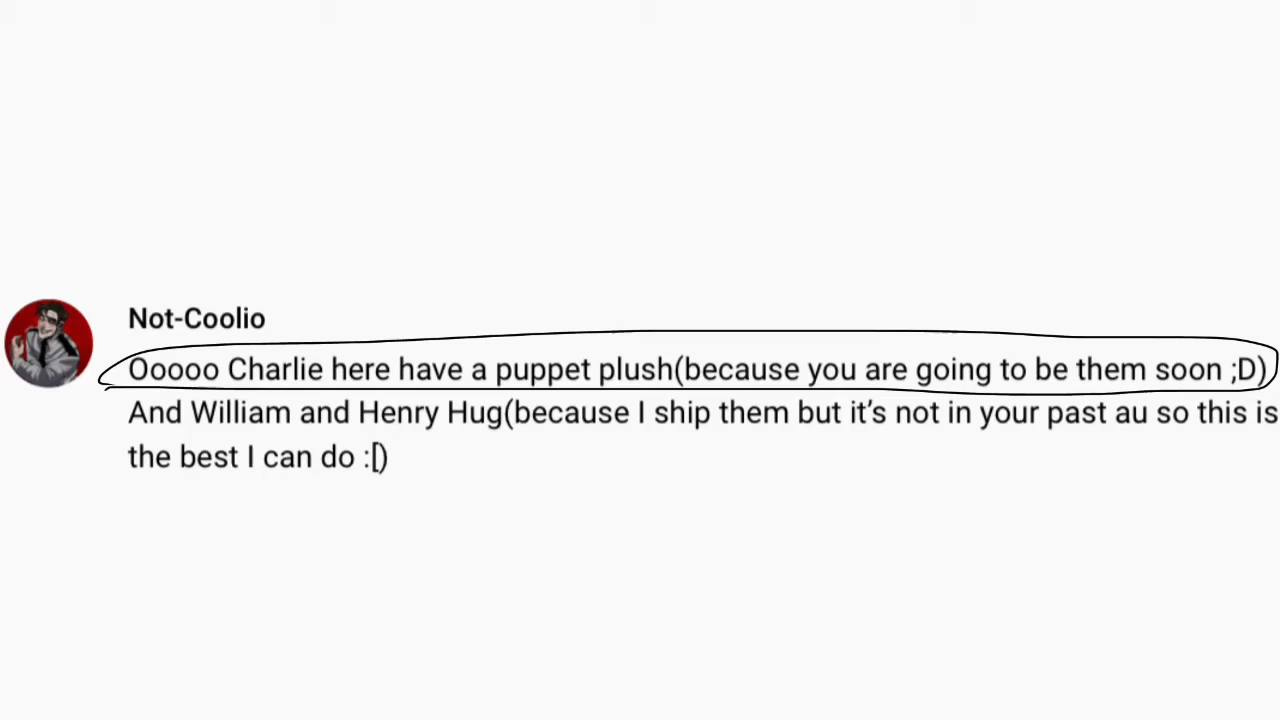 Not-Coolio
Ooooo Charlie here have a puppet plush(because you are going to be them soon ;D)
And William and Henry Hug(because I ship them but it’s not in your past au so this is
the best I can do :[)